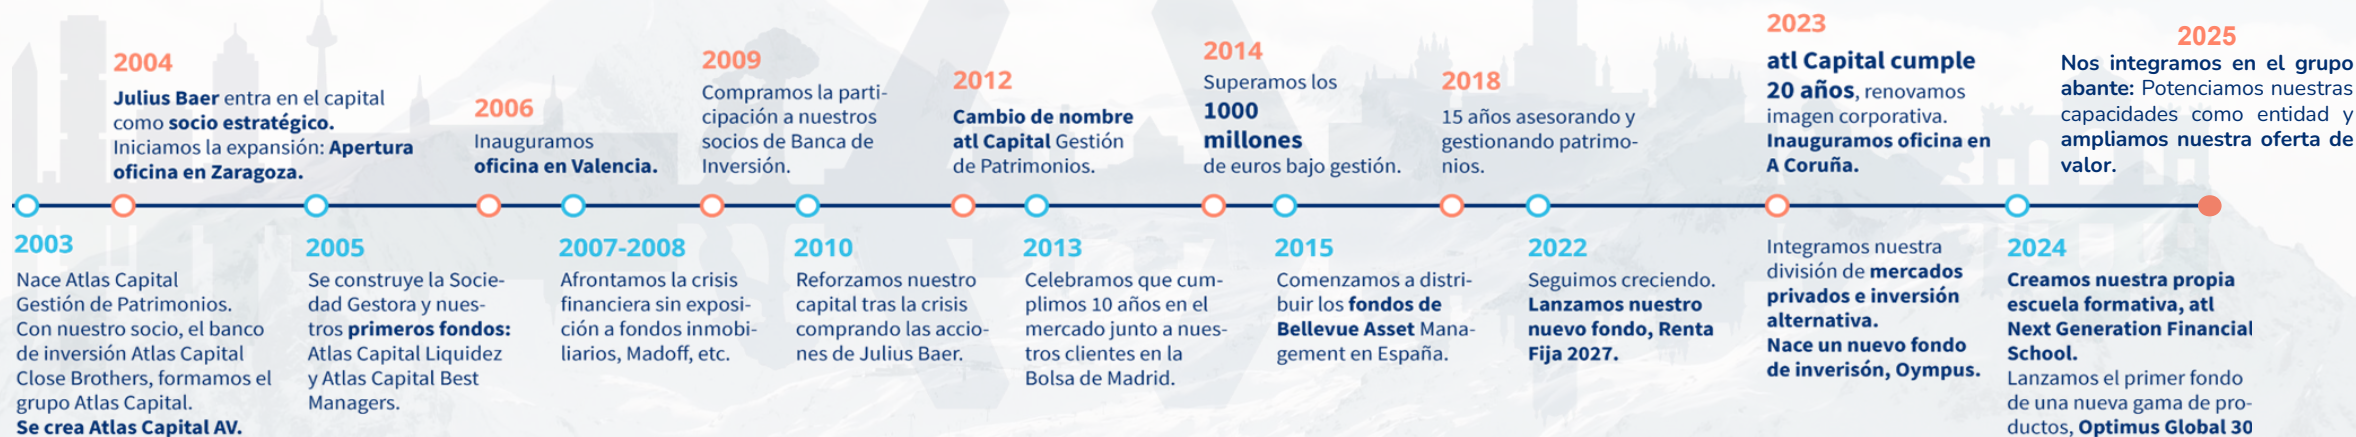 2003
Nace Atlas Capital
Gestión de Patrimonios.
Con nuestro socio, el banco
de inversión Atlas Capital
Close Brothers, formamos el
grupo Atlas Capital.
Se crea Atlas Capital AV.
2004
Julius Baer entra en el capital
como socio estratégico.
Iniciamos la expansión: Apertura
oficina en Zaragoza.
2005
Se construye la Socie-
dad Gestora y nues-
tros primeros fondos:
Atlas Capital Liquidez
y Atlas Capital Best
Managers.
2006
Inauguramos
oficina en Valencia.
2007-2008
Afrontamos la crisis
financiera sin exposi-
ción a fondos inmobi-
liarios, Madoff, etc.
2009
Compramos la parti-
cipación a nuestros
socios de Banca de
Inversión.
2010
Reforzamos nuestro
capital tras la crisis
comprando las accio-
nes de Julius Baer.
2012
Cambio de nombre
atl Capital Gestión
de Patrimonios.
2013
Celebramos que cum-
plimos 10 años en el
mercado junto a nues-
tros clientes en la
Bolsa de Madrid.
2014
Superamos los
1000
millones
de euros bajo gestión.
2015
Comenzamos a distri-
buir los fondos de
Bellevue Asset Mana-
gement en España.
2018
15 años asesorando y
gestionando patrimo-
nios.
2022
Seguimos creciendo.
Lanzamos nuestro
nuevo fondo, Renta
Fija 2027.
2023
atl Capital cumple
20 años, renovamos
imagen corporativa.
Inauguramos oficina en
A Coruña.
Integramos nuestra
división de mercados
privados e inversión
alternativa.
Nace un nuevo fondo
de inverisón, Oympus.
2024
Creamos nuestra propia
escuela formativa, atl
Next Generation Financial
School.
Lanzamos el primer fondo
de una nueva gama de pro-
ductos, Optimus Global 30
2025
Nos integramos en el grupo
abante: Potenciamos nuestras
capacidades como entidad y
ampliamos nuestra oferta de
valor.